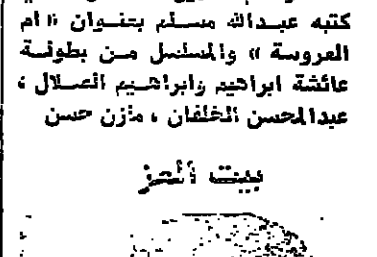 كتبه عبدالله مسلم بعنوان « ام
العروسة » والمسلسل من بطولة
عائشة ابراهيم وابراهيم الصلال ،
عبدالمحسن الخلفان ، مازن حسن
بيت العز